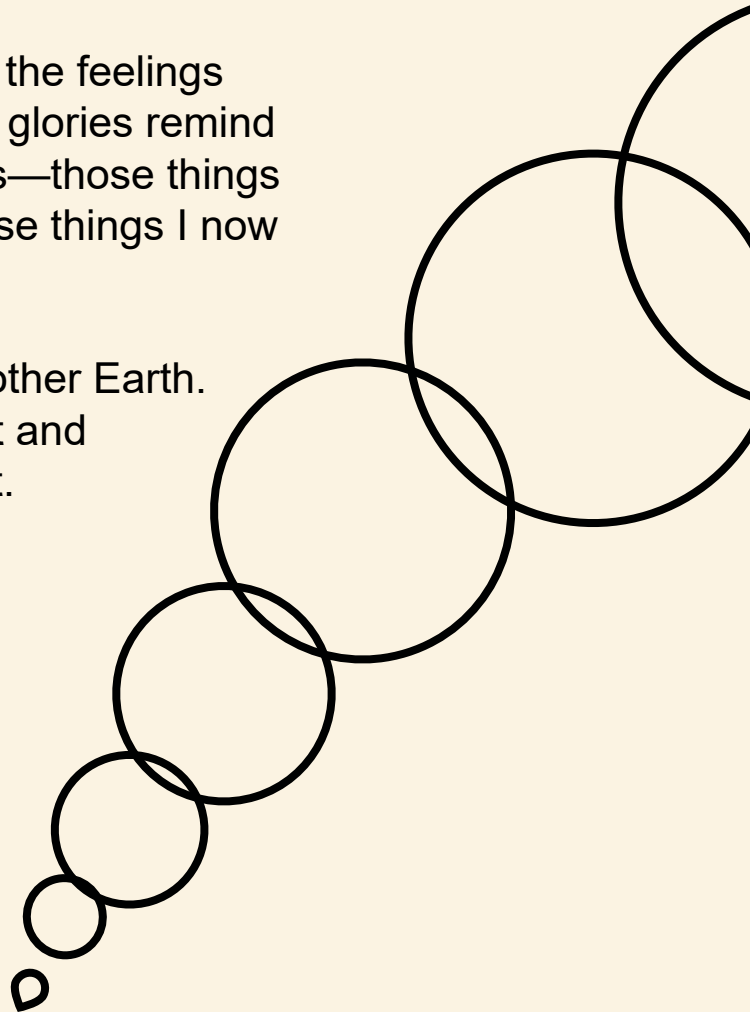 the feelings
glories remind
s—those things
se things I now
other Earth.
t and
t.